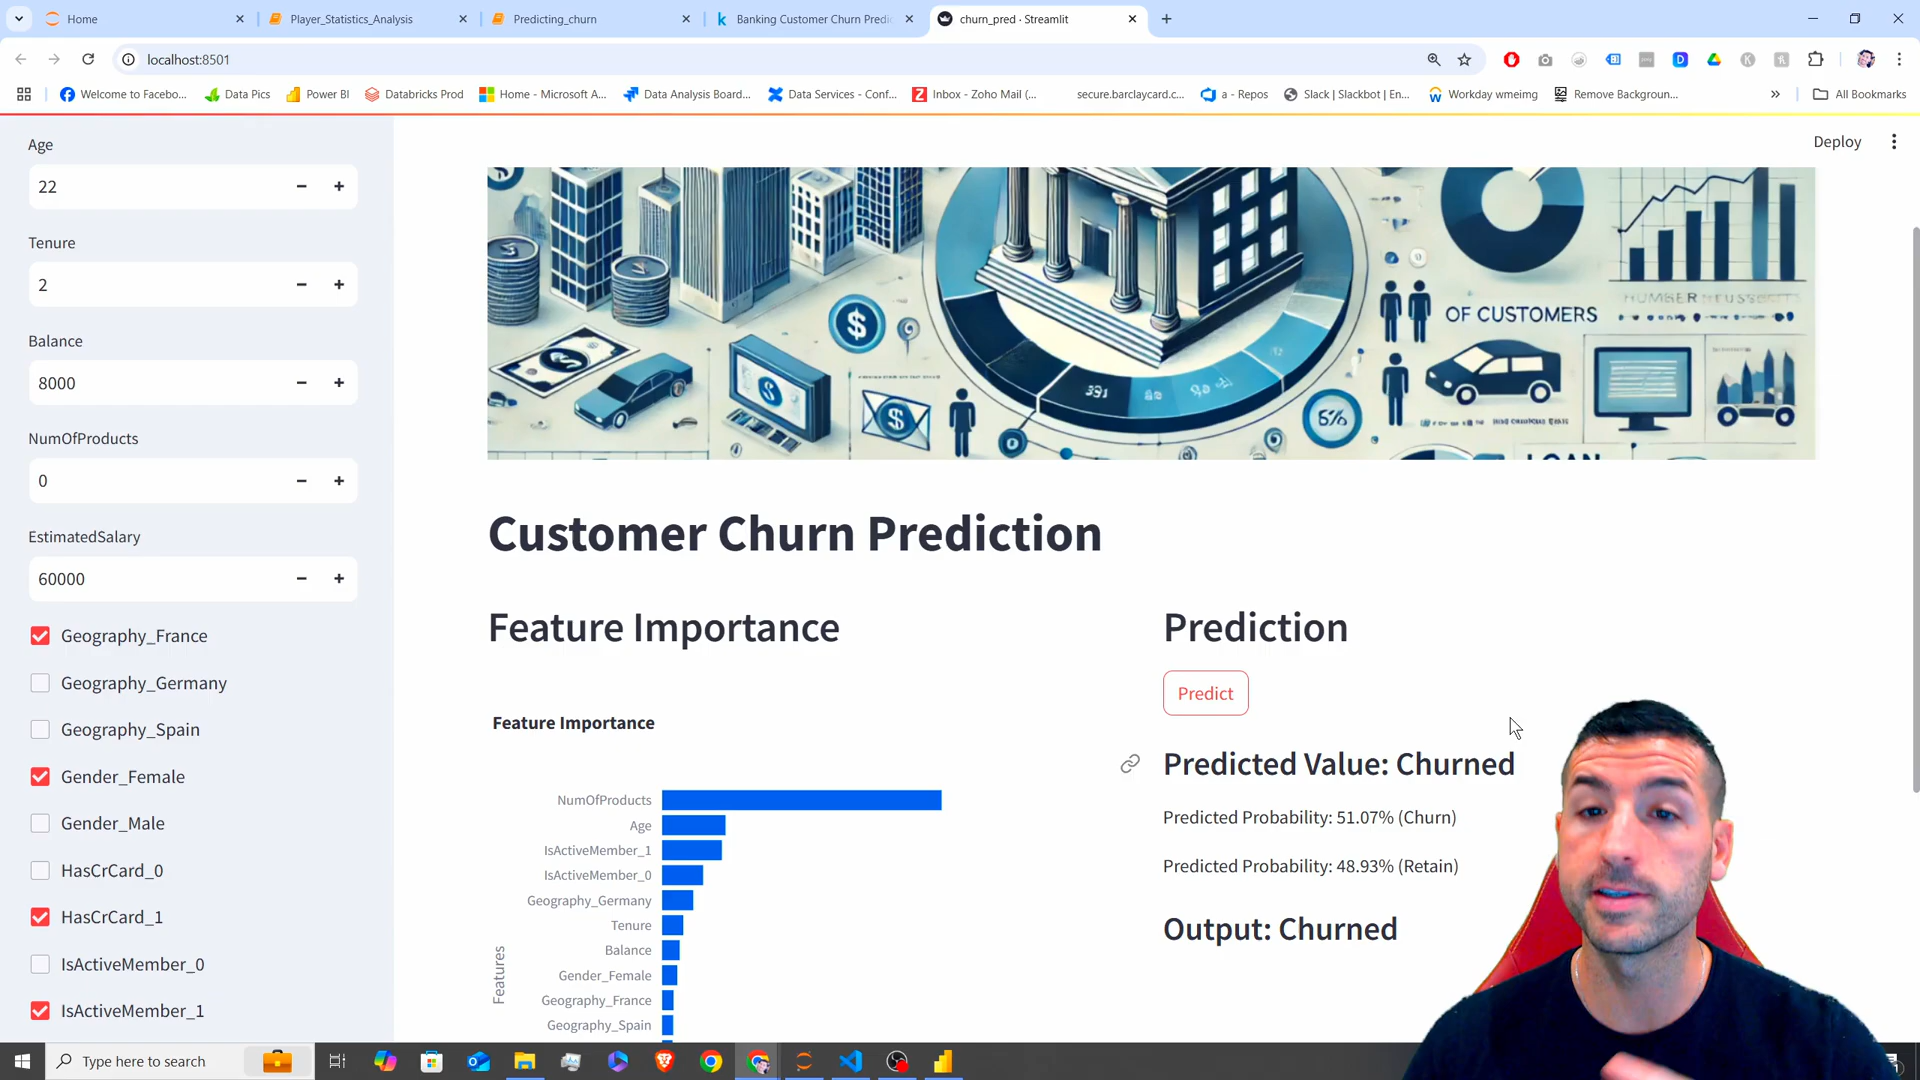 Home
Player_Statistics_Analysis
Predicting_churn
Banking Customer Churn Predi
churn_pred · Streamlit
localhost:8501
Welcome to Facebo...
Data Pics
Power BI
Databricks Prod
Home - Microsoft A...
Data Analysis Board...
Data Services - Conf...
Inbox - Zoho Mail (...
secure.barclaycard.c...
a - Repos
Slack | Slackbot | En...
Workday wmeimg
Remove Backgroun...
All Bookmarks
Deploy
Age
22
Tenure
2
Balance
8000
NumOfProducts
0
EstimatedSalary
60000
Geography_France
Geography_Germany
Geography_Spain
Gender_Female
Gender_Male
HasCrCard_0
HasCrCard_1
IsActiveMember_0
IsActiveMember_1
OF CUSTOMERS
5%
LOAN
Customer Churn Prediction
Feature Importance
Feature Importance
NumOfProducts
Age
IsActiveMember_1
IsActiveMember_0
Geography_Germany
Tenure
Balance
Gender_Female
Geography_France
Geography_Spain
Features
Prediction
Predict
Predicted Value: Churned
Predicted Probability: 51.07% (Churn)
Predicted Probability: 48.93% (Retain)
Output: Churned
Type here to search